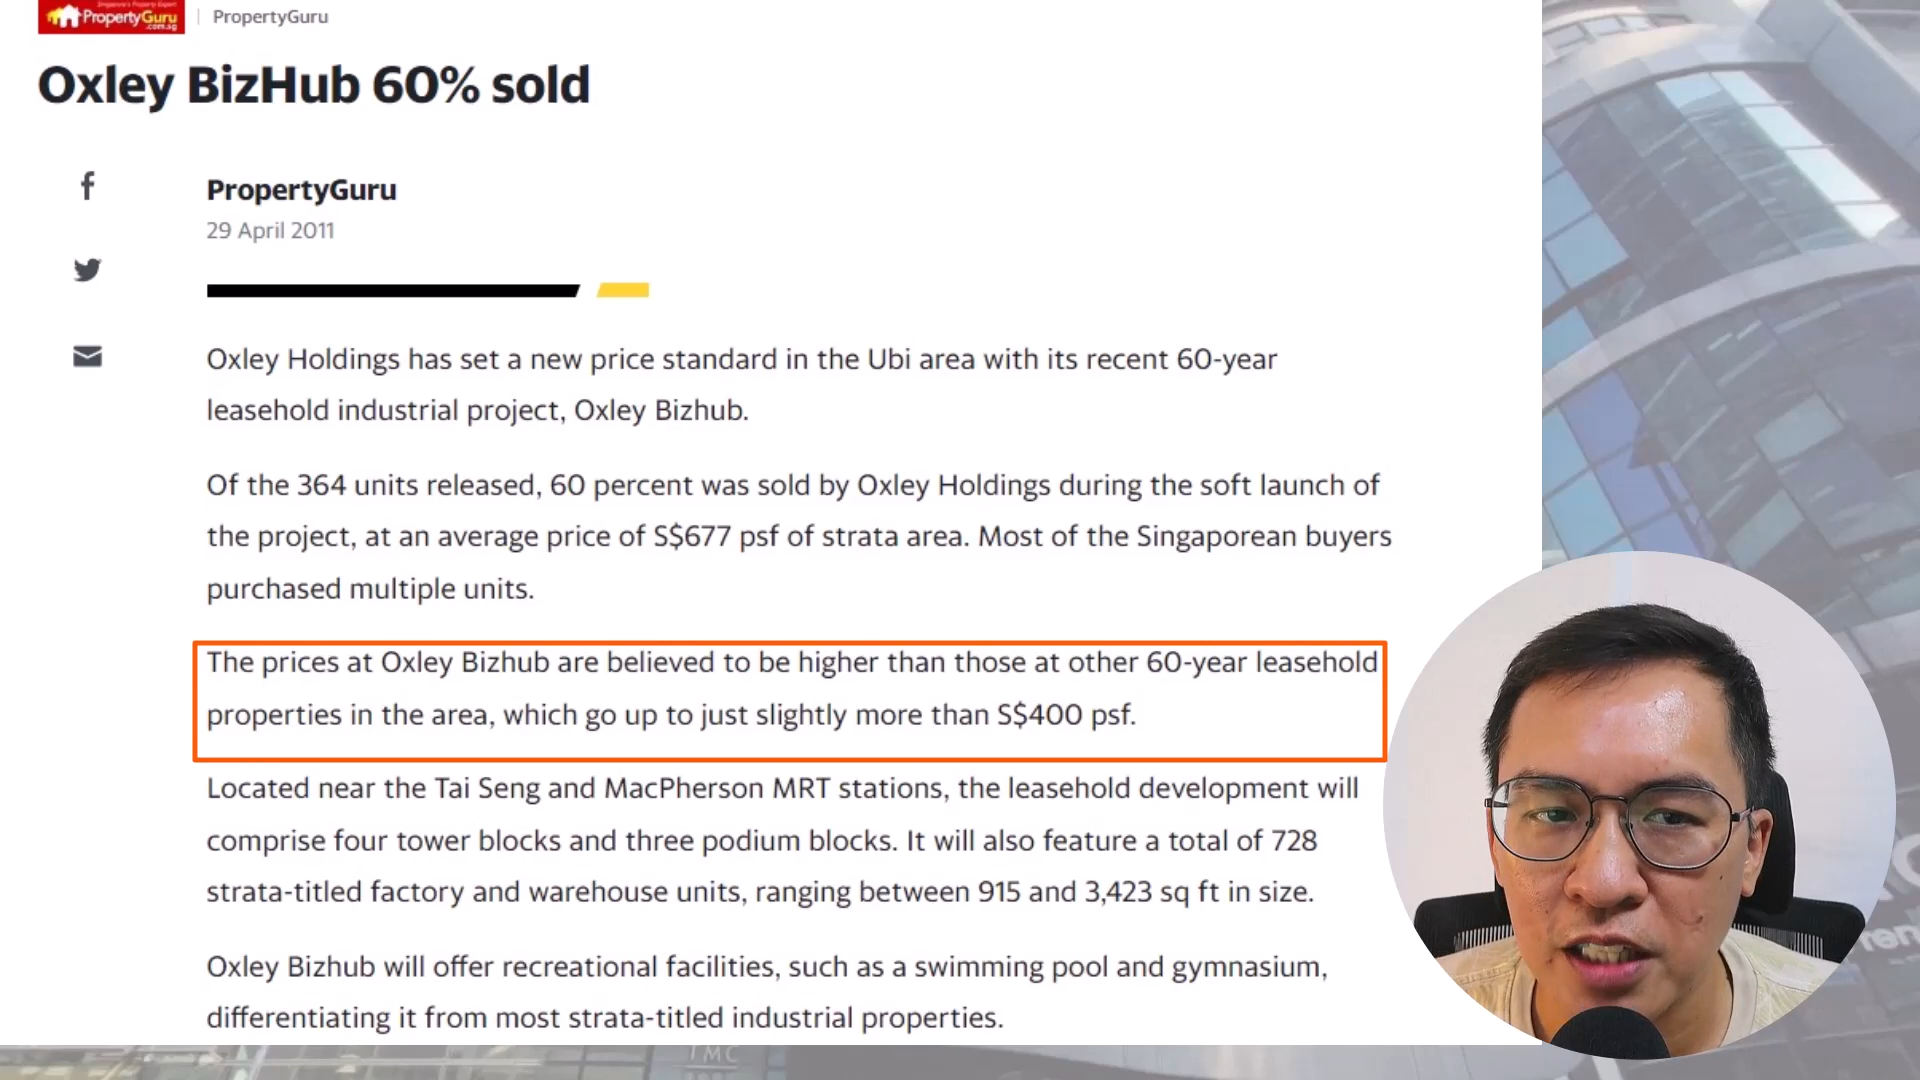 Singapore's Property Expert
PropertyGuru
.com.sg
PropertyGuru
Oxley BizHub 60% sold
PropertyGuru
29 April 2011
Oxley Holdings has set a new price standard in the Ubi area with its recent 60-year
leasehold industrial project, Oxley Bizhub.
Of the 364 units released, 60 percent was sold by Oxley Holdings during the soft launch of
the project, at an average price of S$677 psf of strata area. Most of the Singaporean buyers
purchased multiple units.
The prices at Oxley Bizhub are believed to be higher than those at other 60-year leasehold
properties in the area, which go up to just slightly more than S$400 psf.
Located near the Tai Seng and MacPherson MRT stations, the leasehold development will
comprise four tower blocks and three podium blocks. It will also feature a total of 728
strata-titled factory and warehouse units, ranging between 915 and 3,423 sq ft in size.
Oxley Bizhub will offer recreational facilities, such as a swimming pool and gymnasium,
differentiating it from most strata-titled industrial properties.